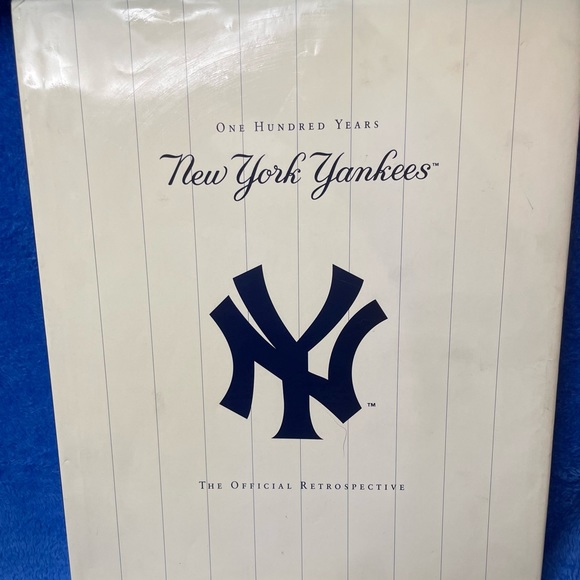 One Hundred Years
New York Yankees™
NY™
The Official Retrospective